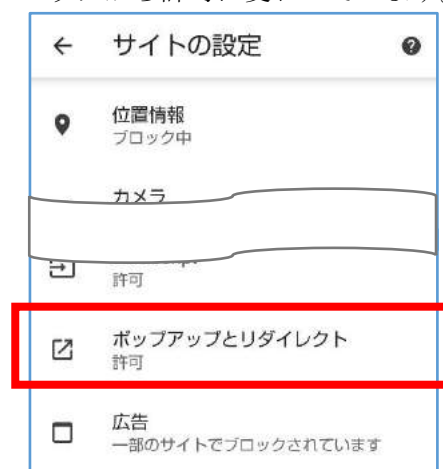 サイトの設定
位置情報
ブロック中
カメラ
許可
ポップアップとリダイレクト
許可
広告
一部のサイトでブロックされています